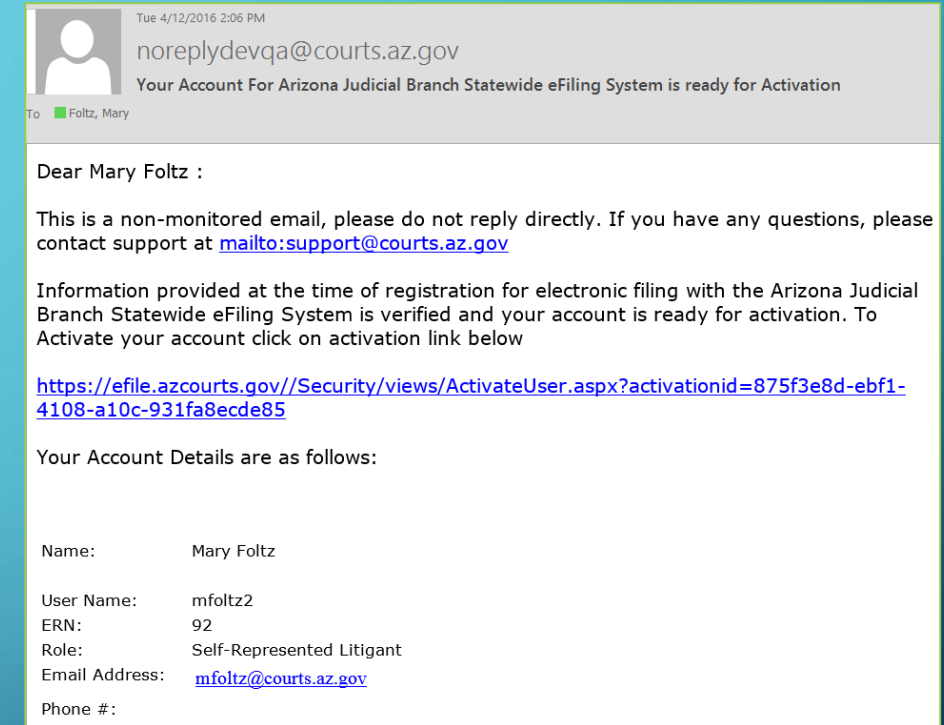 Tue 4/12/2016 2:06 PM
noreplydevqa@courts.az.gov
Your Account For Arizona Judicial Branch Statewide eFiling System is ready for Activation
To Foltz, Mary
Dear Mary Foltz :
This is a non-monitored email, please do not reply directly. If you have any questions, please
contact support at mailto:support@courts.az.gov
Information provided at the time of registration for electronic filing with the Arizona Judicial
Branch Statewide eFiling System is verified and your account is ready for activation. To
Activate your account click on activation link below
https://efile.azcourts.gov//Security/views/ActivateUser.aspx?activationid=875f3e8d-ebf1-
4108-a10c-931fa8ecde85
Your Account Details are as follows:
Name: Mary Foltz
User Name: mfoltz2
ERN: 92
Role: Self-Represented Litigant
Email Address: mfoltz@courts.az.gov
Phone #: